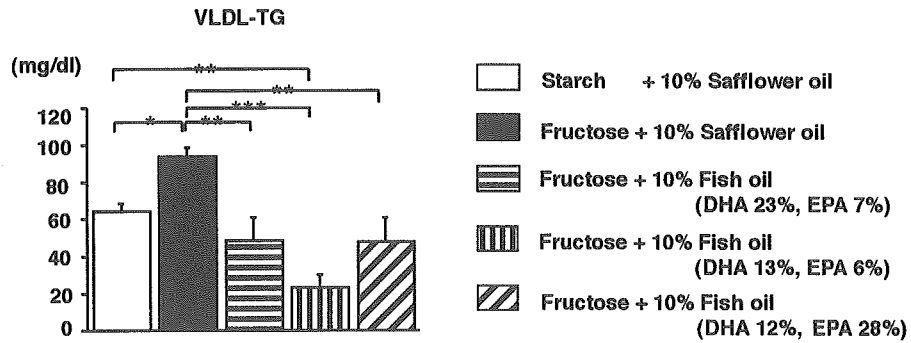 VLDL-TG
(mg/dl)
**
**
***
*
**
120
100
80
60
40
20
0
Starch + 10% Safflower oil
Fructose + 10% Safflower oil
Fructose + 10% Fish oil
(DHA 23%, EPA 7%)
Fructose + 10% Fish oil
(DHA 13%, EPA 6%)
Fructose + 10% Fish oil
(DHA 12%, EPA 28%)